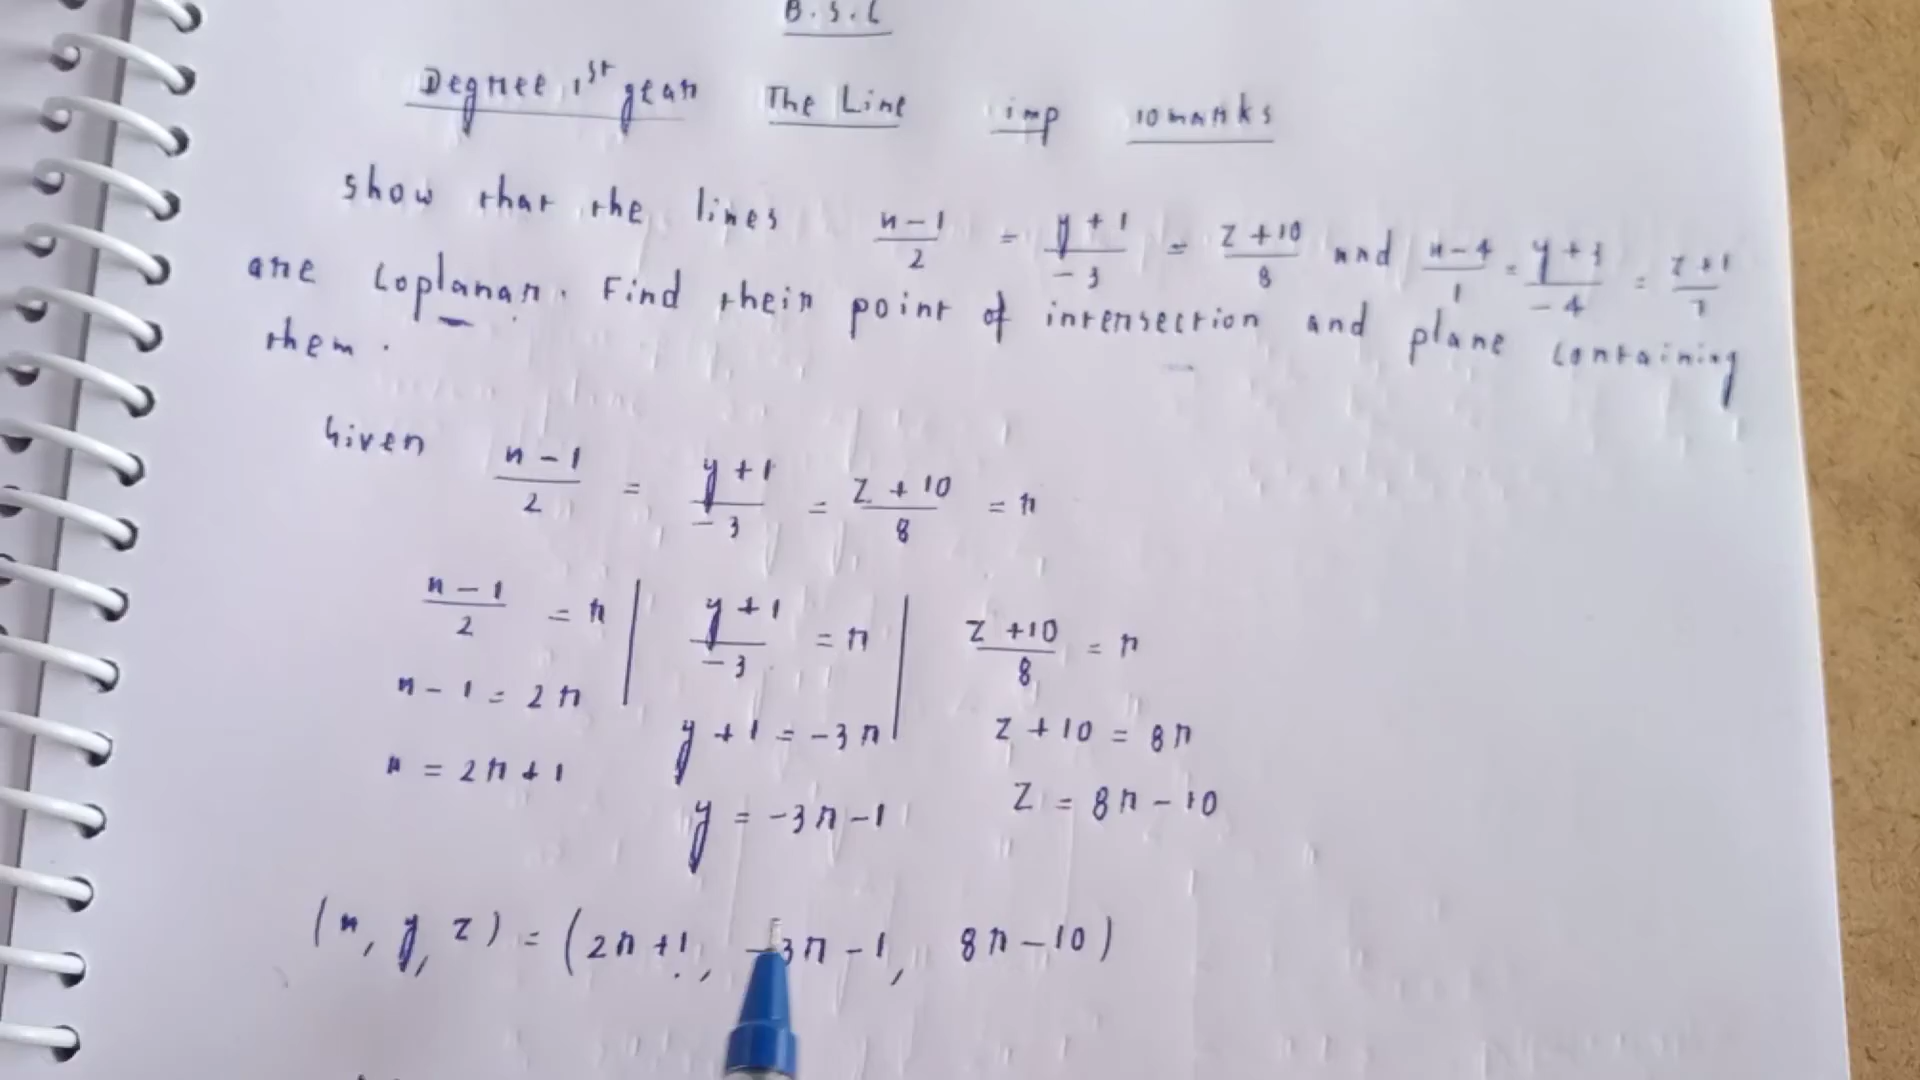 B.S.C
Degree 1st year The Line imp 10 marks
show that the lines x-1/2 = y+1/-3 = z+10/8 and x-4/1 = y+3/-4 = z+1/7
are coplanar. Find their point of intersection and plane containing
them.
Given x-1/2 = y+1/-3 = z+10/8 = r
x-1/2 = r | y+1/-3 = r | z+10/8 = r
x-1 = 2r y+1 = -3r z+10 = 8r
x = 2r+1 y = -3r-1 z = 8r-10
(x, y, z) = (2r+1, -3r-1, 8r-10)